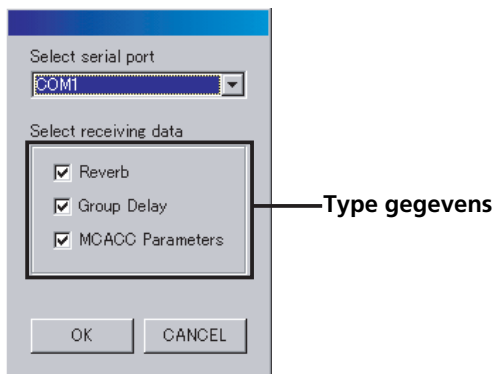 Select serial port
COM1
Select receiving data
Reverb
Group Delay
MCACC Parameters
Type gegevens
OK
CANCEL